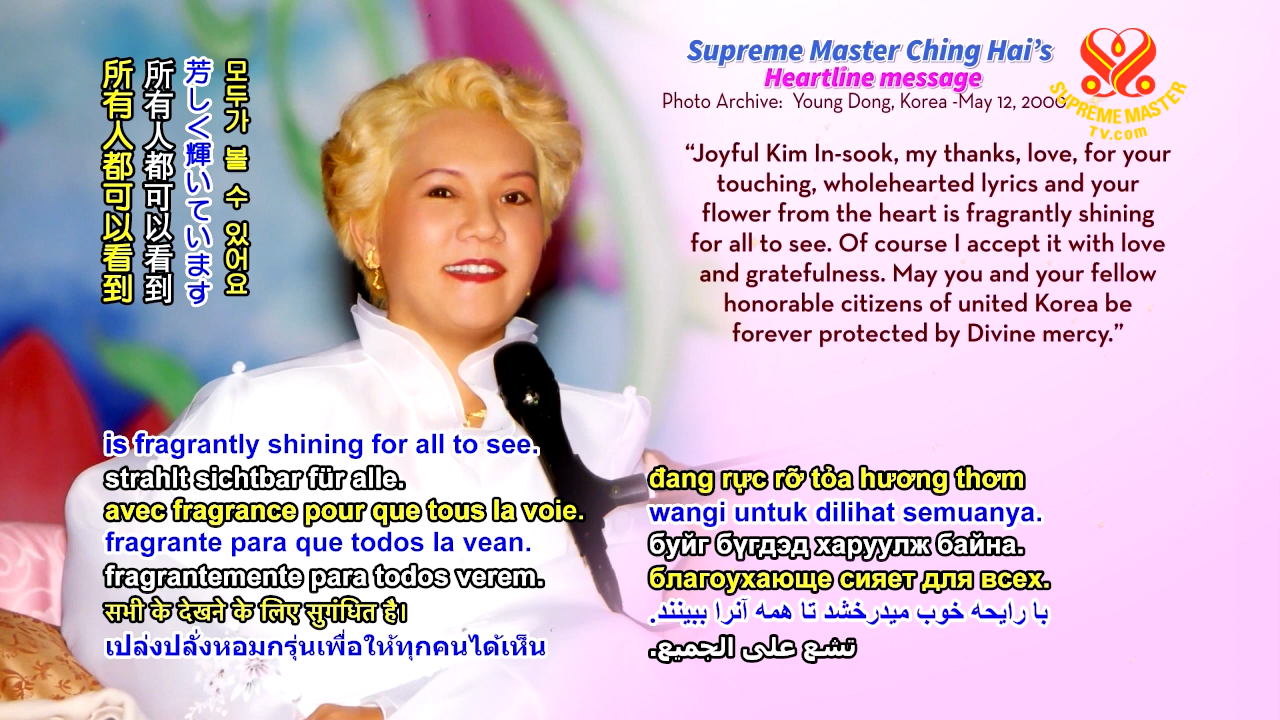 Supreme Master Ching Hai's
Heartline message
Photo Archive: Young Dong, Korea -May 12, 2000
SUPREME MASTER
TV.com
“Joyful Kim In-sook, my thanks, love, for your
touching, wholehearted lyrics and your
flower from the heart is fragrantly shining
for all to see. Of course I accept it with love
and gratefulness. May you and your fellow
honorable citizens of united Korea be
forever protected by Divine mercy.”
모두가 볼 수 있어요
芳しく輝いています
所有人都可以看到
所有人都可以看到
is fragrantly shining for all to see.
strahlt sichtbar für alle.
avec fragrance pour que tous la voie.
fragrante para que todos la vean.
fragrantemente para todos verem.
सभी के देखने के लिए सुगंधित है।
เปล่งปลั่งหอมกรุ่นเพื่อให้ทุกคนได้เห็น
đang rực rỡ tỏa hương thơm
wangi untuk dilihat semuanya.
буйг бүгдэд харуулж байна.
благоухающе сияет для всех.
با رایحه خوب میدرخشد تا همه آنرا ببینند.
تشع على الجميع.